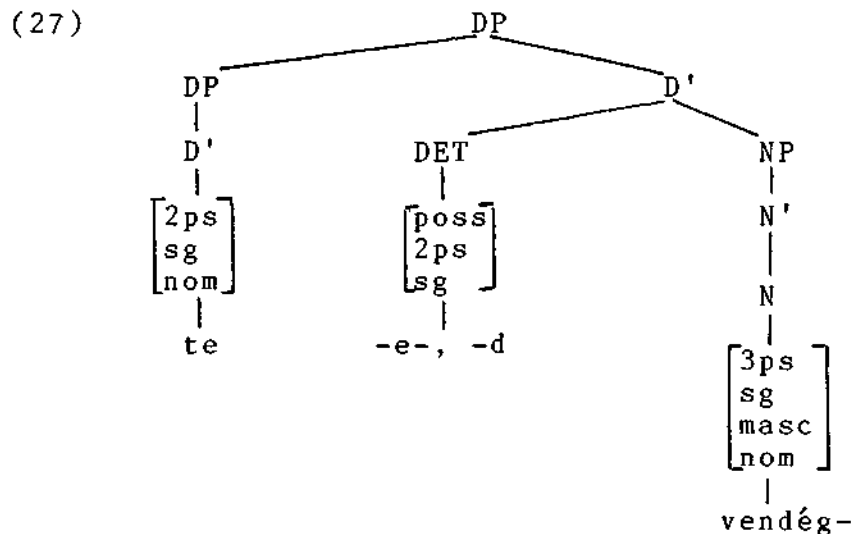 (27) DP
DP D'
D' DET NP
2ps poss N'
sg 2ps
nom sg N
te -e-, -d
3ps
sg
masc
nom
vendég-